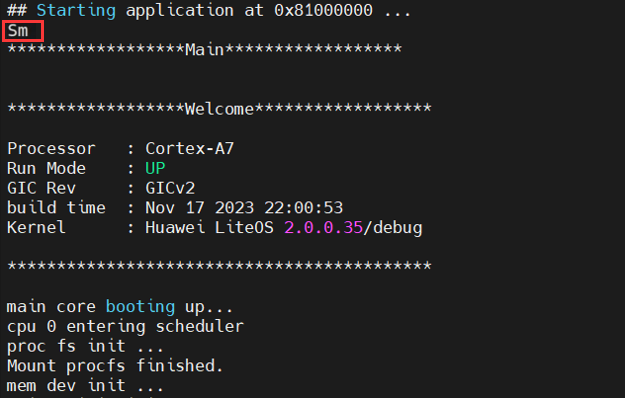 ## Starting application at 0x81000000 ...
Sm
******************Main******************
******************Welcome******************
Processor   : Cortex-A7
Run Mode    : UP
GIC Rev     : GICv2
build time  : Nov 17 2023 22:00:53
Kernel      : Huawei LiteOS 2.0.0.35/debug
*******************************************
main core booting up...
cpu 0 entering scheduler
proc fs init ...
Mount procfs finished.
mem dev init ...